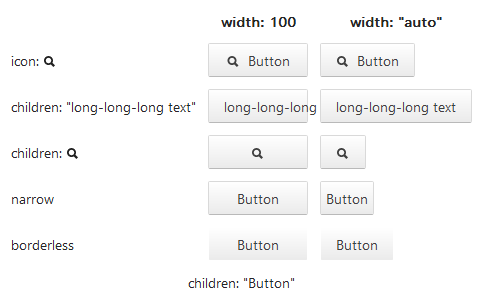 width: 100 width: "auto"
icon: Button Button
children: "long-long-long text" long-long-long long-long-long text
children:
narrow Button Button
borderless Button Button
children: "Button"